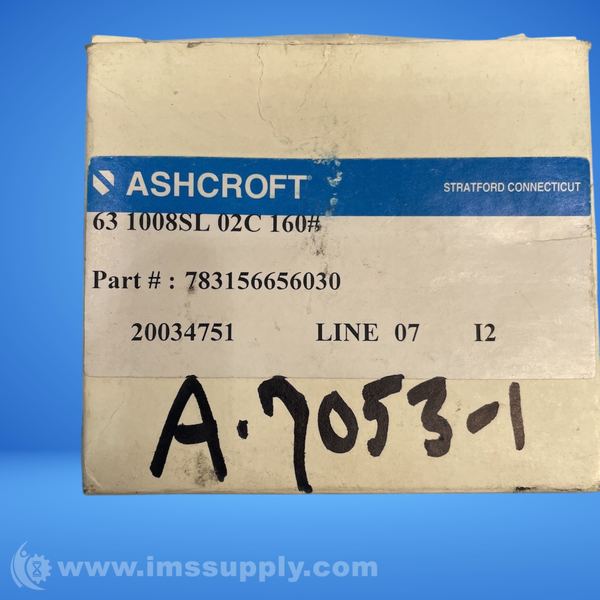 ASHCROFT STRATFORD CONNECTICUT
63 1008SL 02C 160#
Part # : 783156656030
20034751 LINE 07 I2
A.7053-1
www.imssupply.com